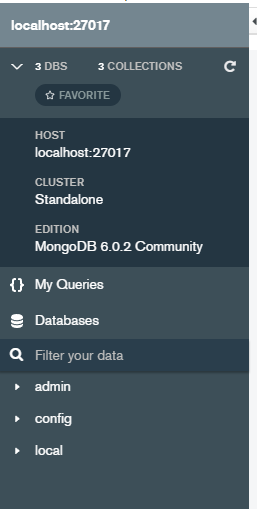 localhost:27017
3 DBS 3 COLLECTIONS
FAVORITE
HOST
localhost:27017
CLUSTER
Standalone
EDITION
MongoDB 6.0.2 Community
{} My Queries
Databases
Filter your data
admin
config
local